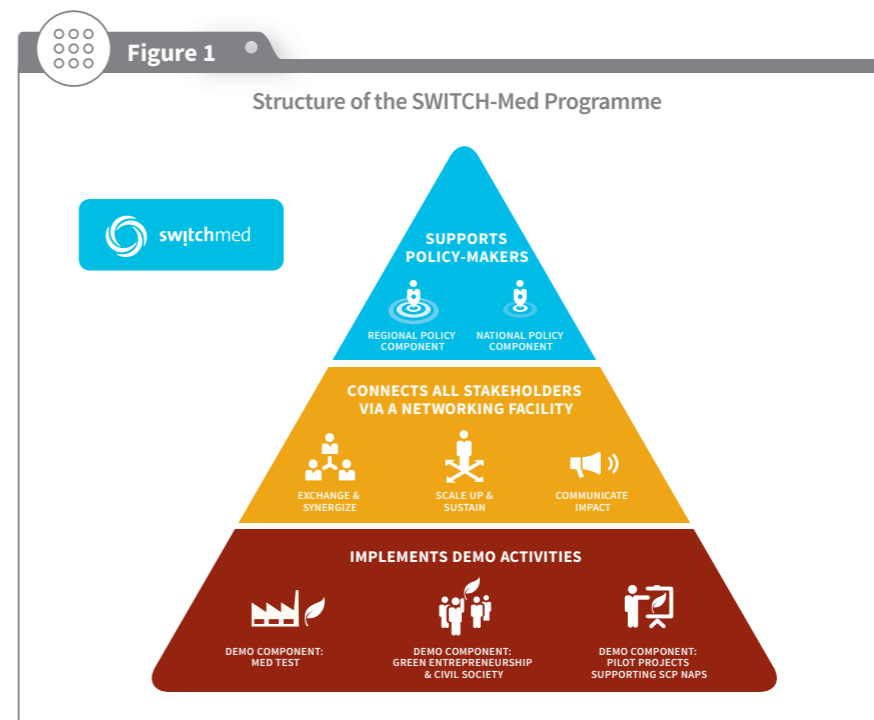 Figure 1
Structure of the SWITCH-Med Programme
switchmed
SUPPORTS
POLICY-MAKERS
REGIONAL POLICY
COMPONENT
NATIONAL POLICY
COMPONENT
CONNECTS ALL STAKEHOLDERS
VIA A NETWORKING FACILITY
EXCHANGE &
SYNERGIZE
SCALE UP &
SUSTAIN
COMMUNICATE
IMPACT
IMPLEMENTS DEMO ACTIVITIES
DEMO COMPONENT:
MED TEST
DEMO COMPONENT:
GREEN ENTREPRENEURSHIP
& CIVIL SOCIETY
DEMO COMPONENT:
PILOT PROJECTS
SUPPORTING SCP NAPS